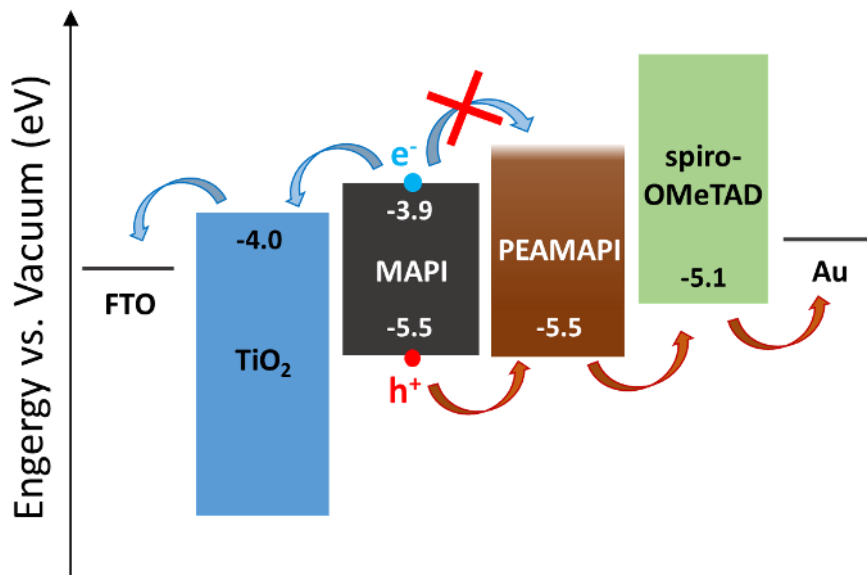 Engergy vs. Vacuum (eV)
e-
spiro-
OMeTAD
-3.9
-4.0
PEAMAPI
MAPI
Au
-5.1
FTO
-5.5
-5.5
TiO2
h+